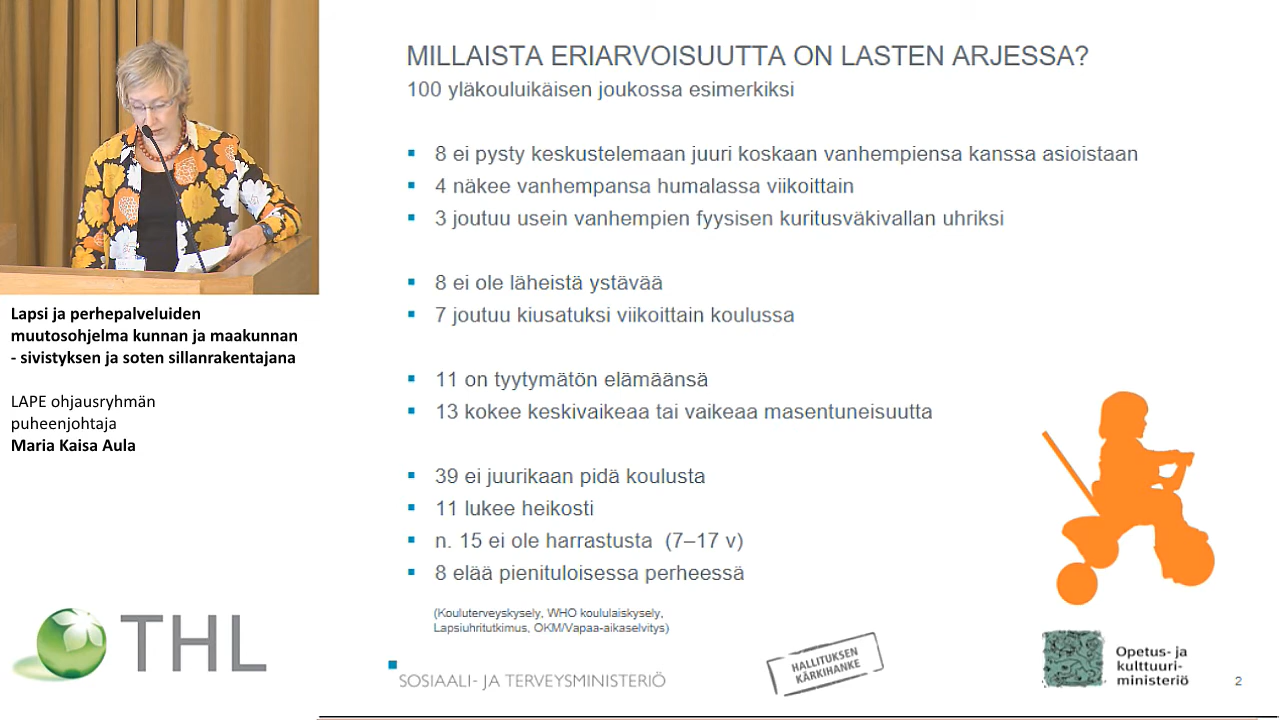 MILLAISTA ERIARVOISUUTTA ON LASTEN ARJESSA?
100 yläkouluikäisen joukossa esimerkiksi
8 ei pysty keskustelemaan juuri koskaan vanhempiensa kanssa asioistaan
4 näkee vanhempansa humalassa viikoittain
3 joutuu usein vanhempien fyysisen kuritusväkivallan uhriksi
8 ei ole läheistä ystävää
7 joutuu kiusatuksi viikoittain koulussa
11 on tyytymätön elämäänsä
13 kokee keskivaikeaa tai vaikeaa masentuneisuutta
39 ei juurikaan pidä koulusta
11 lukee heikosti
n. 15 ei ole harrastusta (7–17 v)
8 elää pienituloisessa perheessä
(Kouluterveyskysely, WHO koululaiskysely,
Lapsiuhritutkimus, OKM/Vapaa-aikaselvitys)
Lapsi ja perhepalveluiden
muutosohjelma kunnan ja maakunnan
- sivistyksen ja soten sillanrakentajana
LAPE ohjausryhmän
puheenjohtaja
Maria Kaisa Aula
THL
SOSIAALI- JA TERVEYSMINISTERIÖ
HALLITUKSEN
KÄRKIHANKE
Opetus- ja
kulttuuri-
ministeriö
2